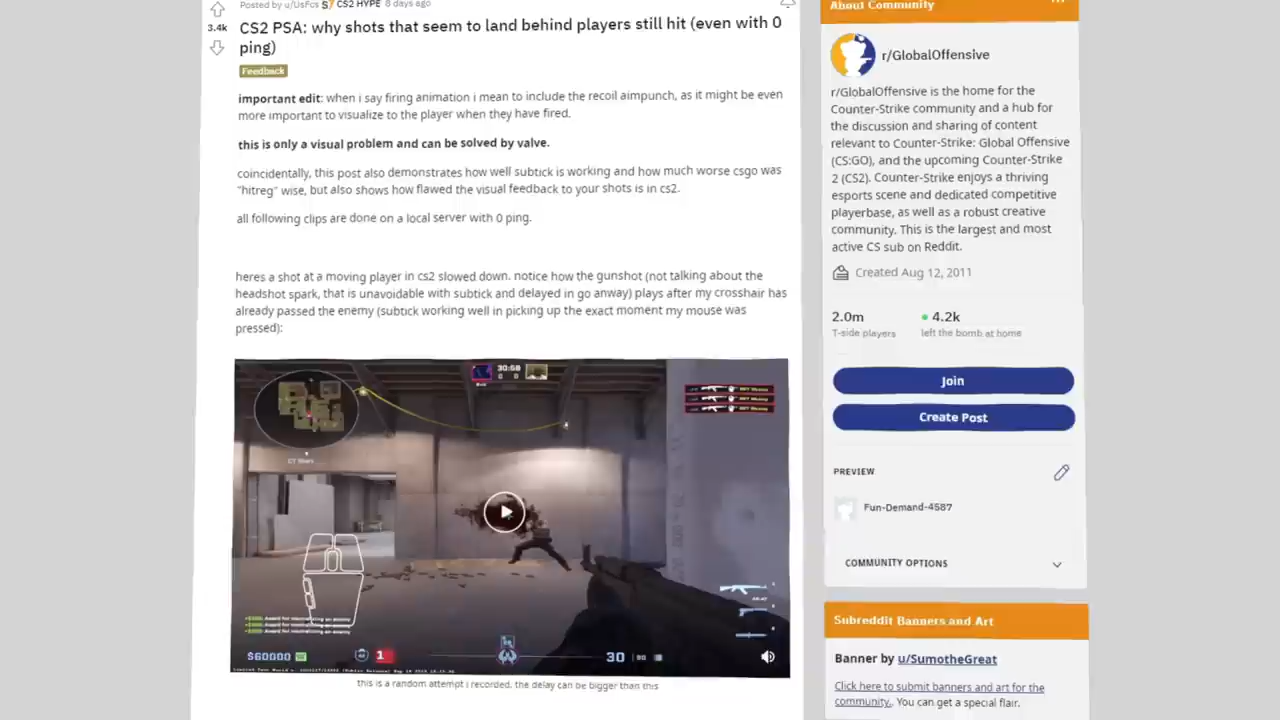 Posted by u/UsFcs CS2 HYPE 8 days ago
3.4k
CS2 PSA: why shots that seem to land behind players still hit (even with 0
ping)
Feedback
important edit: when i say firing animation i mean to include the recoil aimpunch, as it might be even
more important to visualize to the player when they have fired.
this is only a visual problem and can be solved by valve.
coincidentally, this post also demonstrates how well subtick is working and how much worse csgo was
"hitreg" wise, but also shows how flawed the visual feedback to your shots is in cs2.
all following clips are done on a local server with 0 ping.
heres a shot at a moving player in cs2 slowed down. notice how the gunshot (not talking about the
headshot spark, that is unavoidable with subtick and delayed in go anway) plays after my crosshair has
already passed the enemy (subtick working well in picking up the exact moment my mouse was
pressed):
30:58
0 0
$60000
1
30
this is a random attempt i recorded. the delay can be bigger than this
About Community
r/GlobalOffensive
r/GlobalOffensive is the home for the
Counter-Strike community and a hub for
the discussion and sharing of content
relevant to Counter-Strike: Global Offensive
(CS:GO), and the upcoming Counter-Strike
2 (CS2). Counter-Strike enjoys a thriving
esports scene and dedicated competitive
playerbase, as well as a robust creative
community. This is the largest and most
active CS sub on Reddit.
Created Aug 12, 2011
2.0m 4.2k
T-side players left the bomb at home
Join
Create Post
PREVIEW
Fun-Demand-4587
COMMUNITY OPTIONS
Subreddit Banners and Art
Banner by u/SumotheGreat
Click here to submit banners and art for the
community. You can get a special flair.